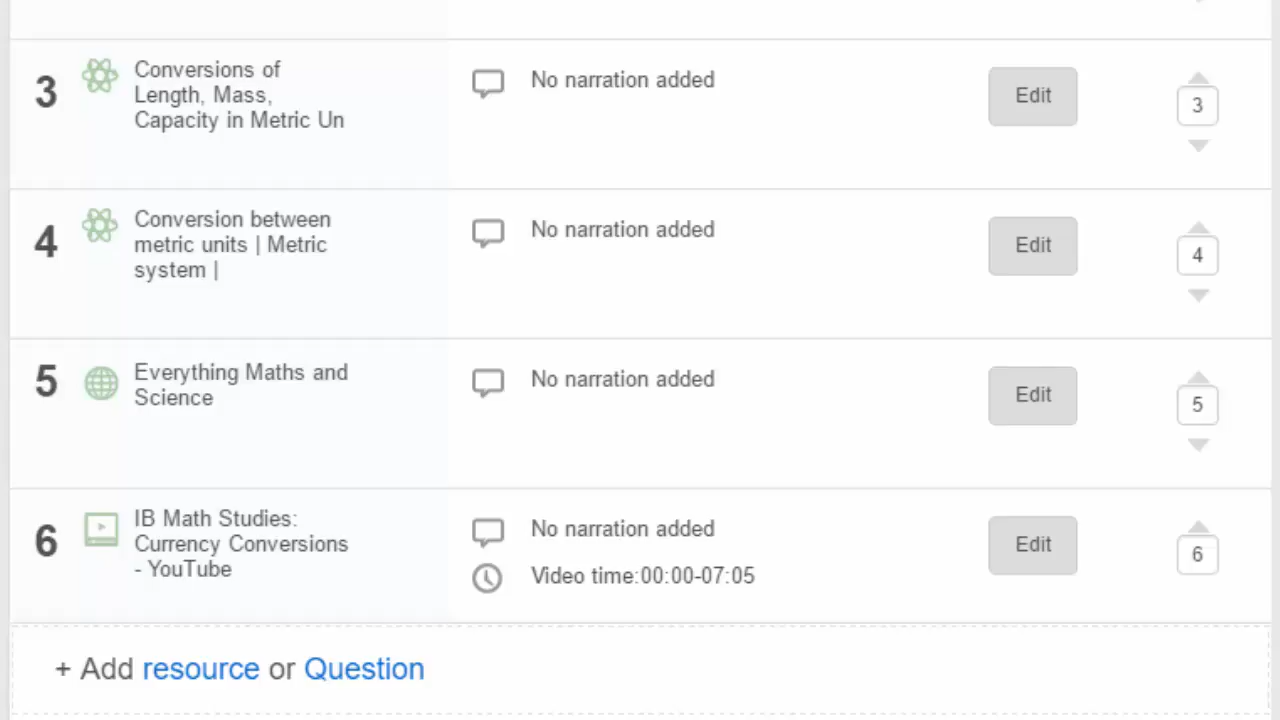 3
Conversions of
Length, Mass,
Capacity in Metric Un
No narration added
Edit
3
4
Conversion between
metric units | Metric
system |
No narration added
Edit
4
5
Everything Maths and
Science
No narration added
Edit
5
6
IB Math Studies:
Currency Conversions
- YouTube
No narration added
Video time:00:00-07:05
Edit
6
+ Add resource or Question